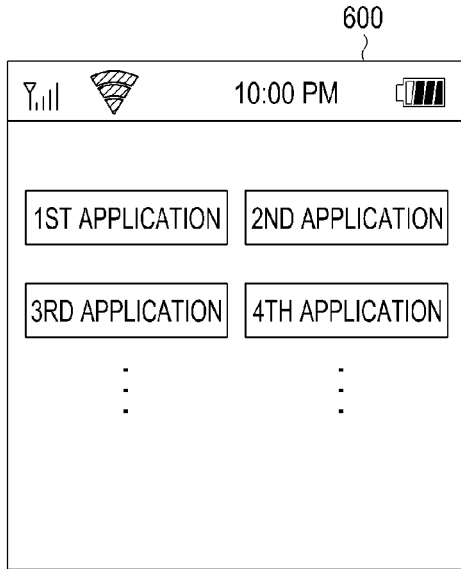 600
10:00 PM
1ST APPLICATION 2ND APPLICATION
3RD APPLICATION 4TH APPLICATION